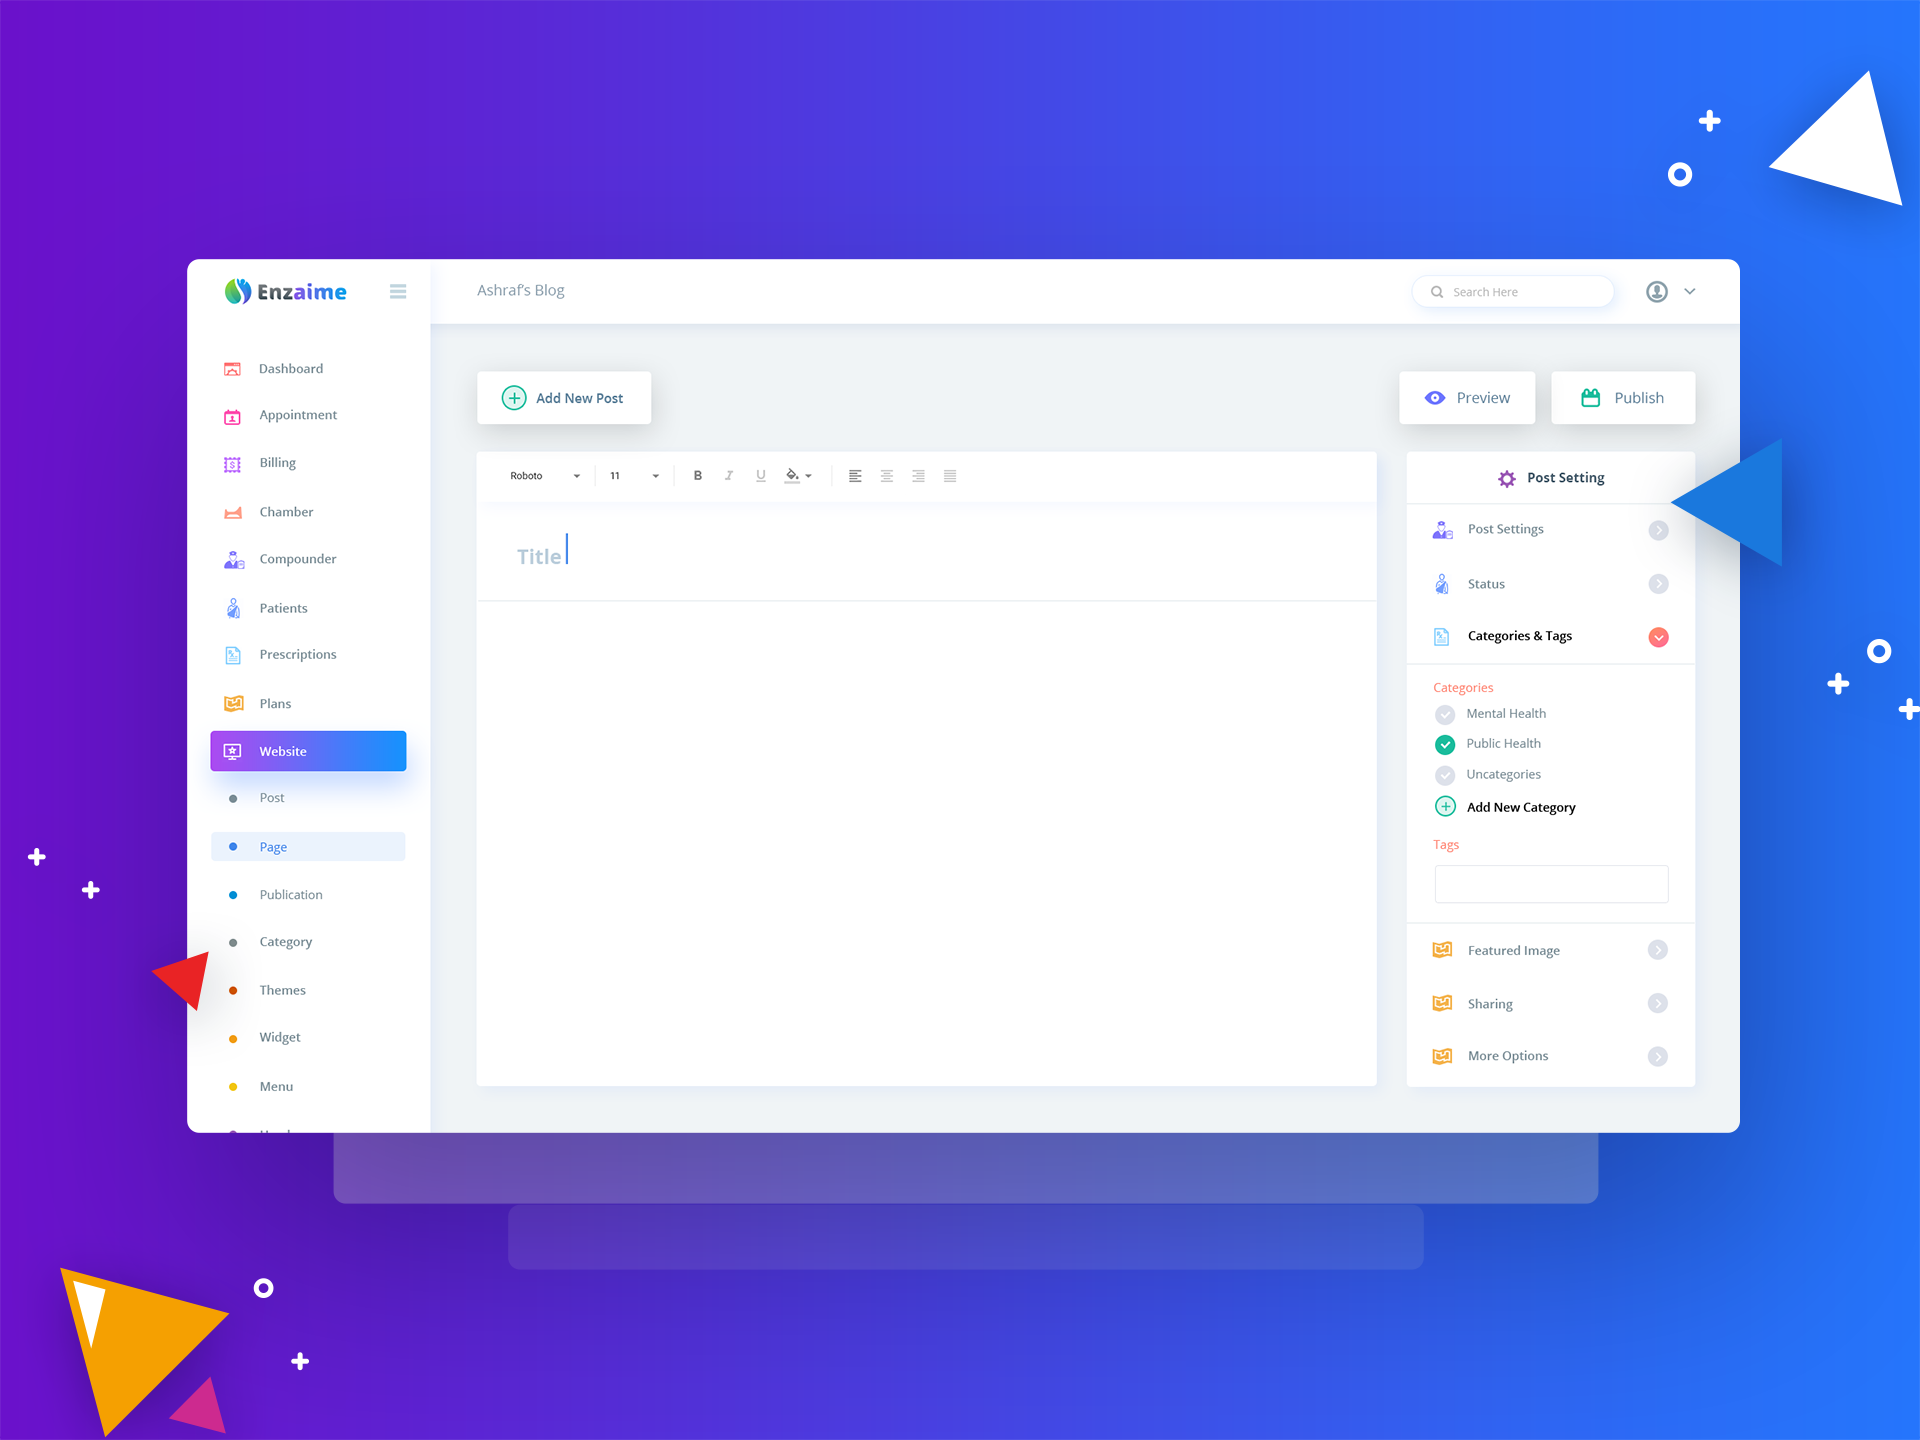 Enzaime
Ashraf's Blog
Search Here
Dashboard
Appointment
Billing
Chamber
Compounder
Patients
Prescriptions
Plans
Website
Post
Page
Publication
Category
Themes
Widget
Menu
Add New Post
Preview
Publish
Roboto 11 B I U
Title
Post Setting
Post Settings
Status
Categories & Tags
Categories
Mental Health
Public Health
Uncategories
Add New Category
Tags
Featured Image
Sharing
More Options